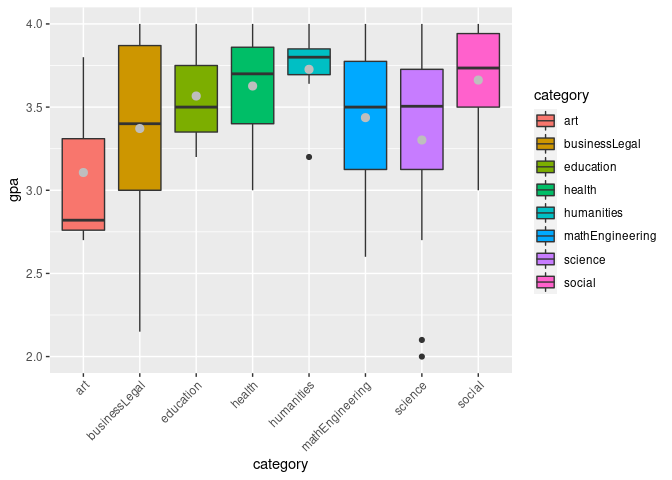 4.0
3.5
3.0
2.5
2.0
gpa
art
businessLegal
education
health
humanities
mathEngineering
science
social
category
category
art
businessLegal
education
health
humanities
mathEngineering
science
social